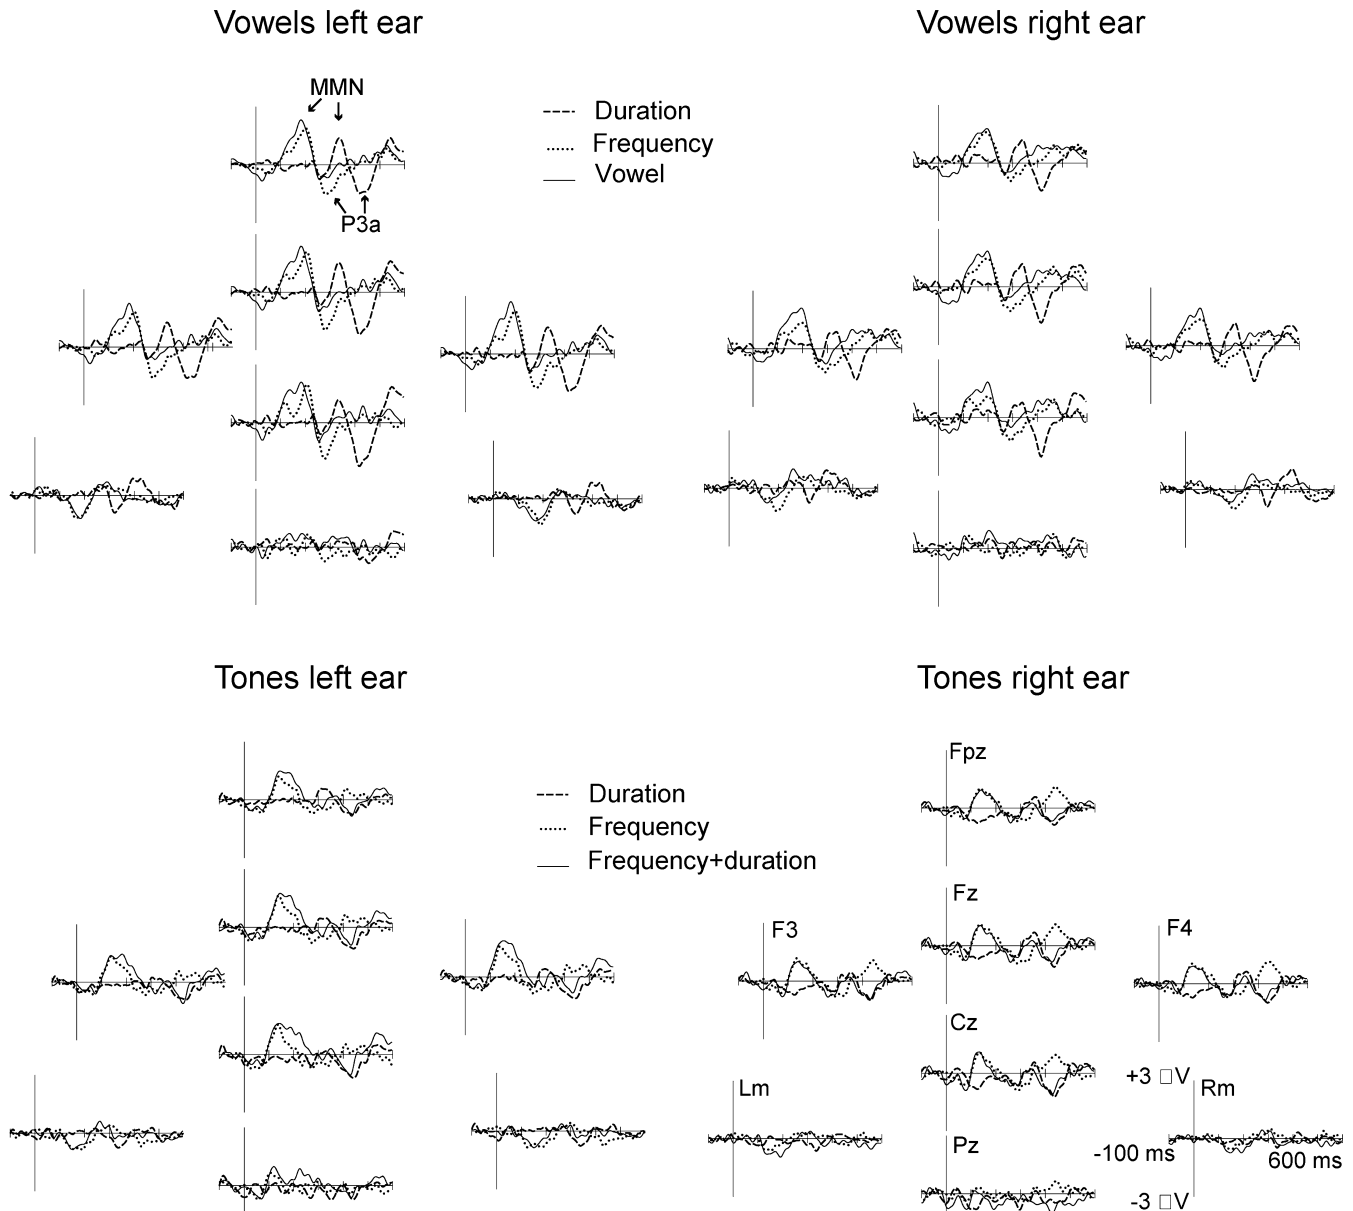 Vowels left ear
Vowels right ear
MMN
Duration
Frequency
Vowel
P3a
Tones left ear
Tones right ear
Fpz
Duration
Frequency
Frequency+duration
Fz
F3
F4
Cz
+3 □V
Lm
Rm
Pz
-100 ms
600 ms
-3 □V